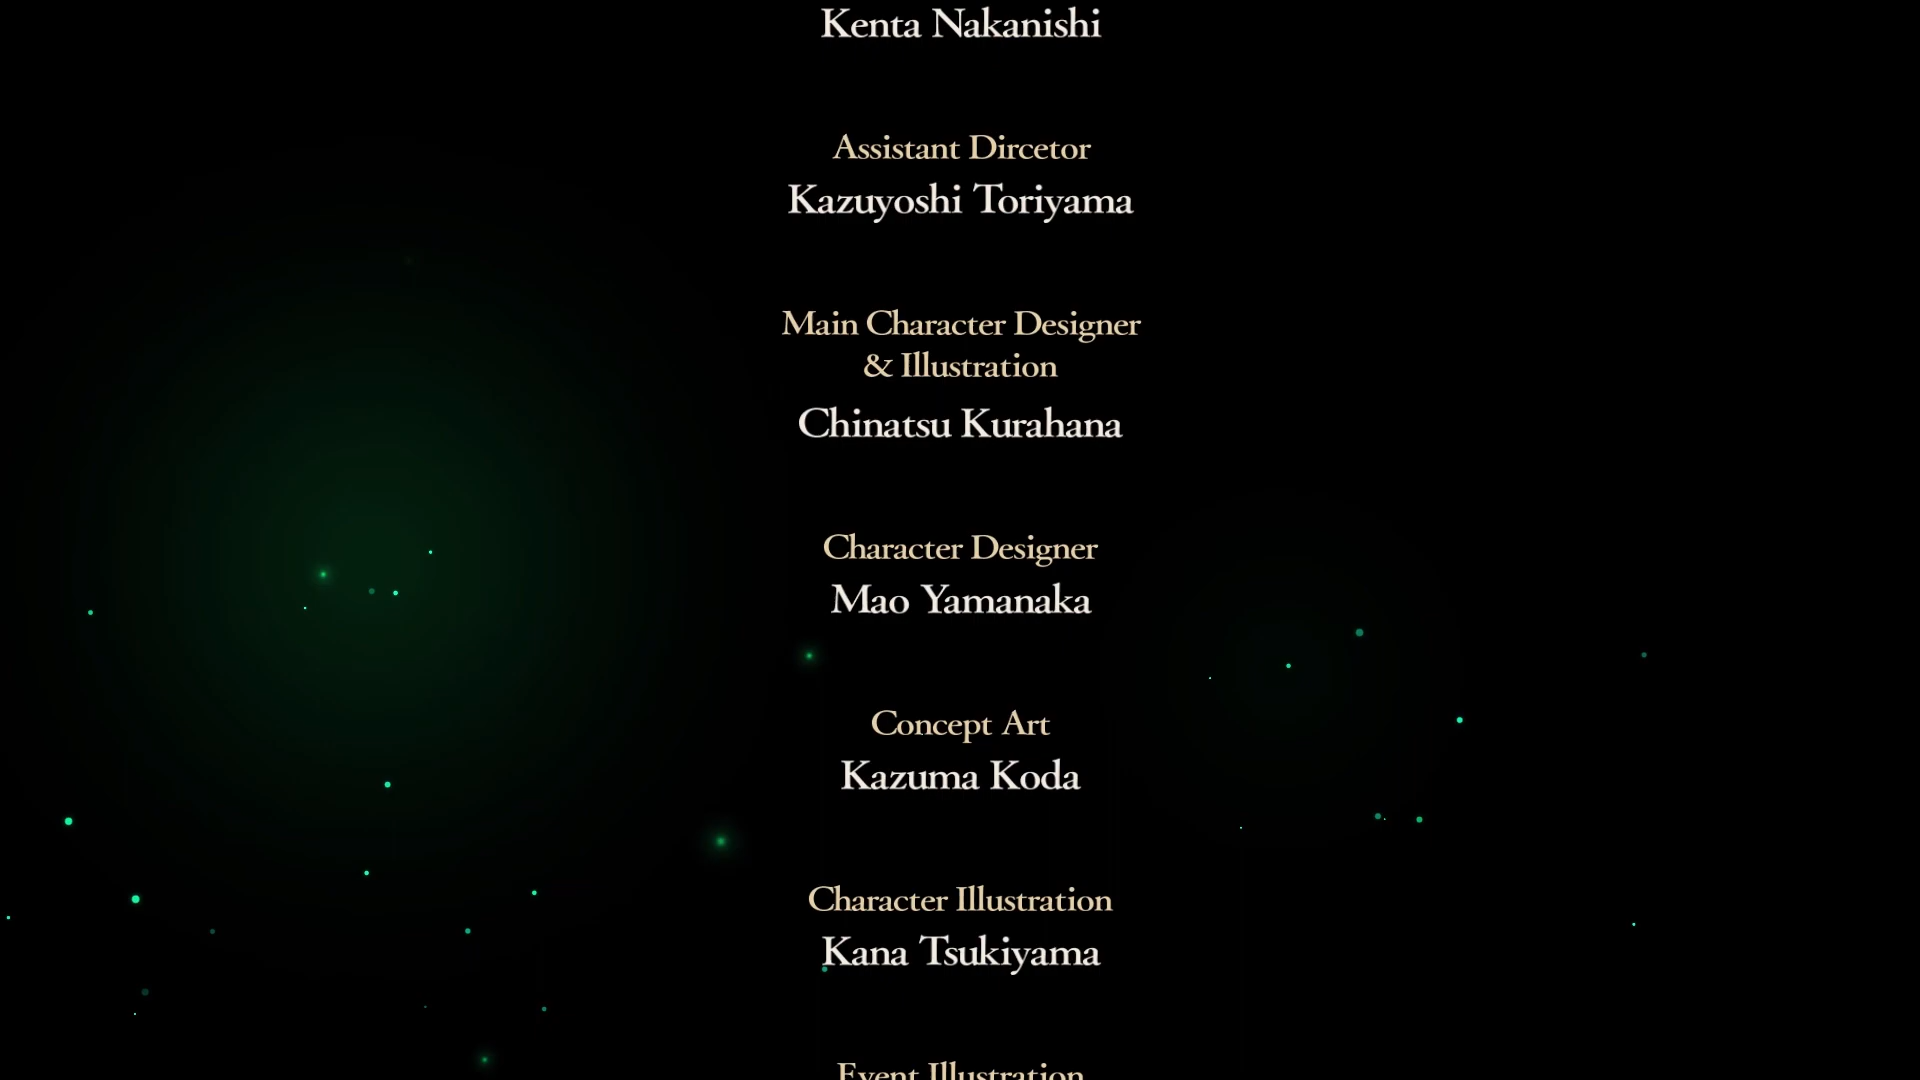 Kenta Nakanishi
Assistant Dircetor
Kazuyoshi Toriyama
Main Character Designer
& Illustration
Chinatsu Kurahana
Character Designer
Mao Yamanaka
Concept Art
Kazuma Koda
Character Illustration
Kana Tsukiyama
Event Illustration